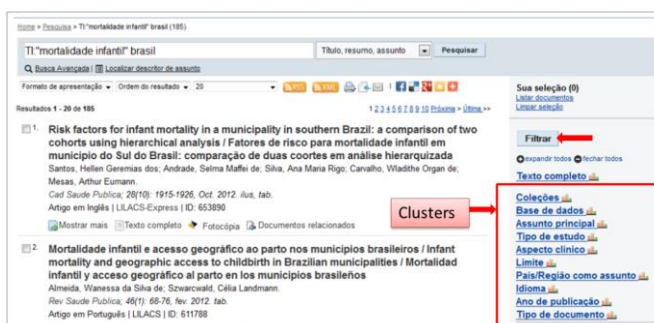 Home > Pesquisa > TI:"mortalidade infantil" brasil (185)
TI:"mortalidade infantil" brasil
Título, resumo, assunto
Pesquisar
Busca Avançada | Localizar descritor de assunto
Formato de apresentação Ordem do resultado 20 RSS XML
Resultados 1 - 20 de 185
1 2 3 4 5 6 7 8 9 10 Próxima > Última >>
1. Risk factors for infant mortality in a municipality in southern Brazil: a comparison of two
cohorts using hierarchical analysis / Fatores de risco para mortalidade infantil em
município do Sul do Brasil: comparação de duas coortes em análise hierarquizada
Santos, Hellen Geremias dos; Andrade, Selma Maffei de; Silva, Ana Maria Rigo; Carvalho, Wladithe Organ de;
Mesas, Arthur Eumann.
Cad Saude Publica; 28(10): 1915-1926, Oct. 2012. ilus, tab.
Artigo em Inglês | LILACS-Express | ID: 653890
Mostrar mais Texto completo Fotocópia Documentos relacionados
2. Mortalidade infantil e acesso geográfico ao parto nos municípios brasileiros / Infant
mortality and geographic access to childbirth in Brazilian municipalities / Mortalidad
infantil y acceso geográfico al parto en los municipios brasileños
Almeida, Wanessa da Silva de; Szwarcwald, Célia Landmann.
Rev Saude Publica; 46(1): 68-76, fev. 2012. tab.
Artigo em Português | LILACS | ID: 611788
Sua seleção (0)
Listar documentos
Limpar seleção
Filtrar
expandir todos fechar todos
Texto completo
Clusters
Coleções
Base de dados
Assunto principal
Tipo de estudo
Aspecto clínico
Limite
País/Região como assunto
Idioma
Ano de publicação
Tipo de documento